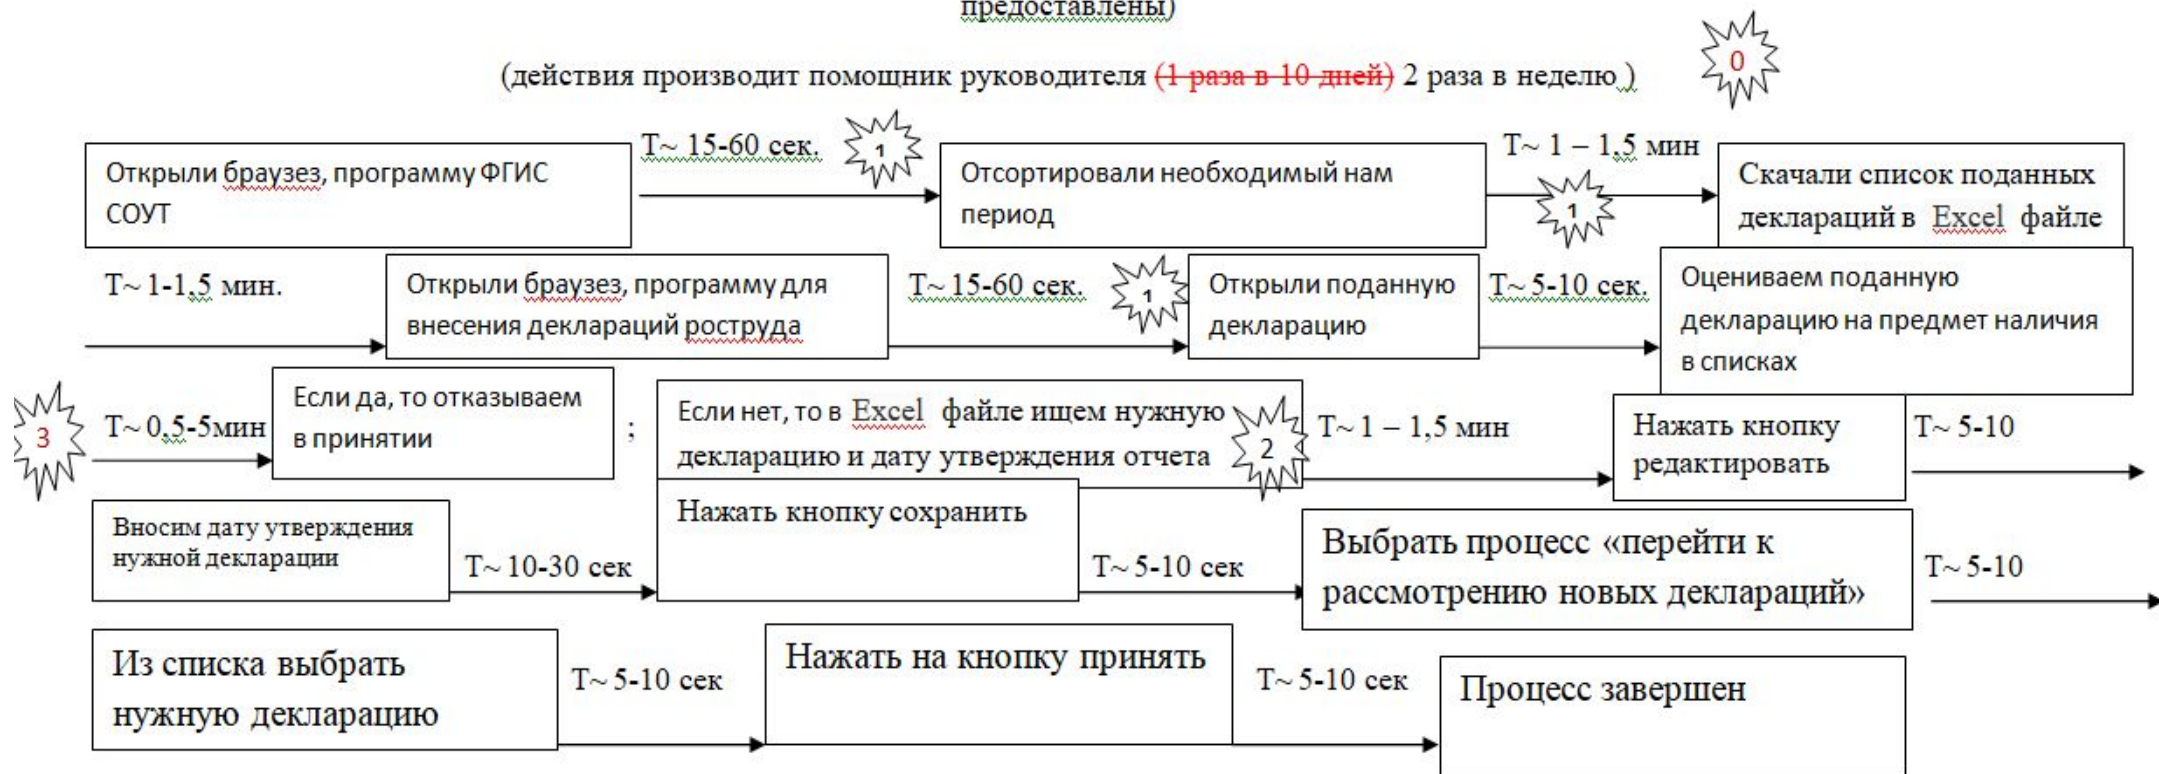 предоставлены)
(действия производит помощник руководителя (1 раза в 10 дней) 2 раза в неделю )
0
Открыли браузез, программу ФГИС
СОУТ
T~ 15-60 сек.
1
Отсортировали необходимый нам
период
T~ 1 – 1,5 мин
1
Скачали список поданных
деклараций в Excel файле
T~ 1-1,5 мин.
Открыли браузез, программу для
внесения деклараций роструда
T~ 15-60 сек.
1
Открыли поданную
декларацию
T~ 5-10 сек.
Оцениваем поданную
декларацию на предмет наличия
в списках
3
T~ 0,5-5мин
Если да, то отказываем
в принятии
;
Если нет, то в Excel файле ищем нужную
декларацию и дату утверждения отчета
2
T~ 1 – 1,5 мин
Нажать кнопку
редактировать
T~ 5-10
Вносим дату утверждения
нужной декларации
T~ 10-30 сек
Нажать кнопку сохранить
T~ 5-10 сек
Выбрать процесс «перейти к
рассмотрению новых деклараций»
T~ 5-10
Из списка выбрать
нужную декларацию
T~ 5-10 сек
Нажать на кнопку принять
T~ 5-10 сек
Процесс завершен